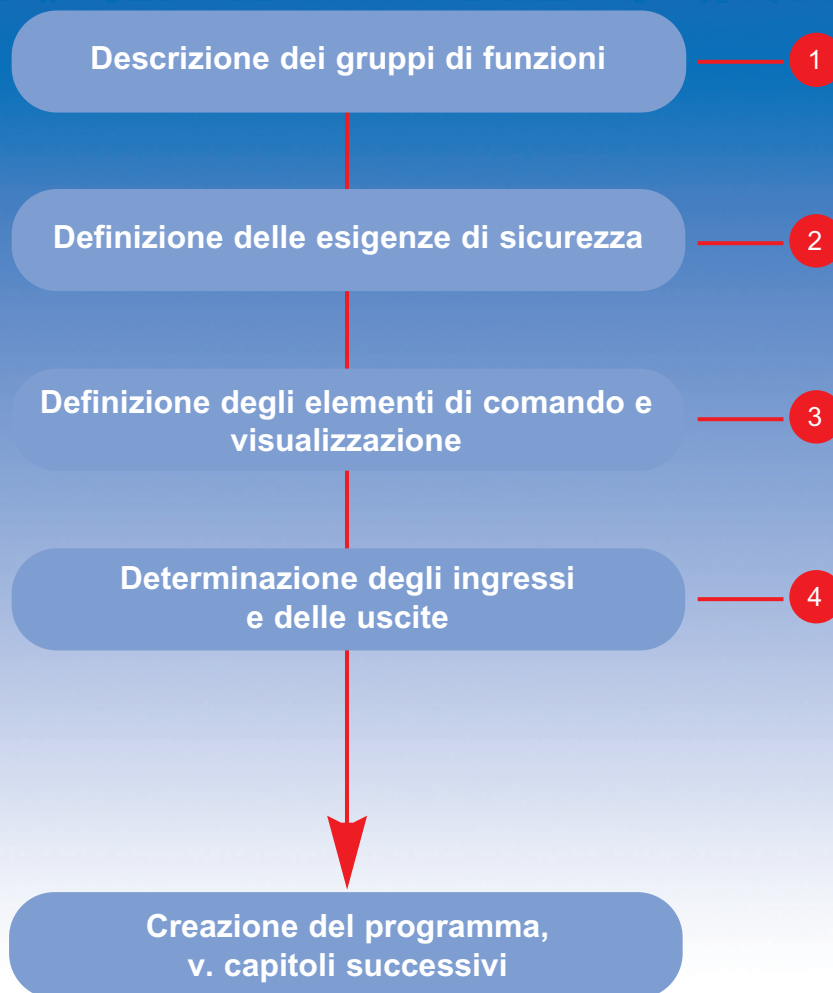 Descrizione dei gruppi di funzioni
1
Definizione delle esigenze di sicurezza
2
Definizione degli elementi di comando e
visualizzazione
3
Determinazione degli ingressi
e delle uscite
4
Creazione del programma,
v. capitoli successivi